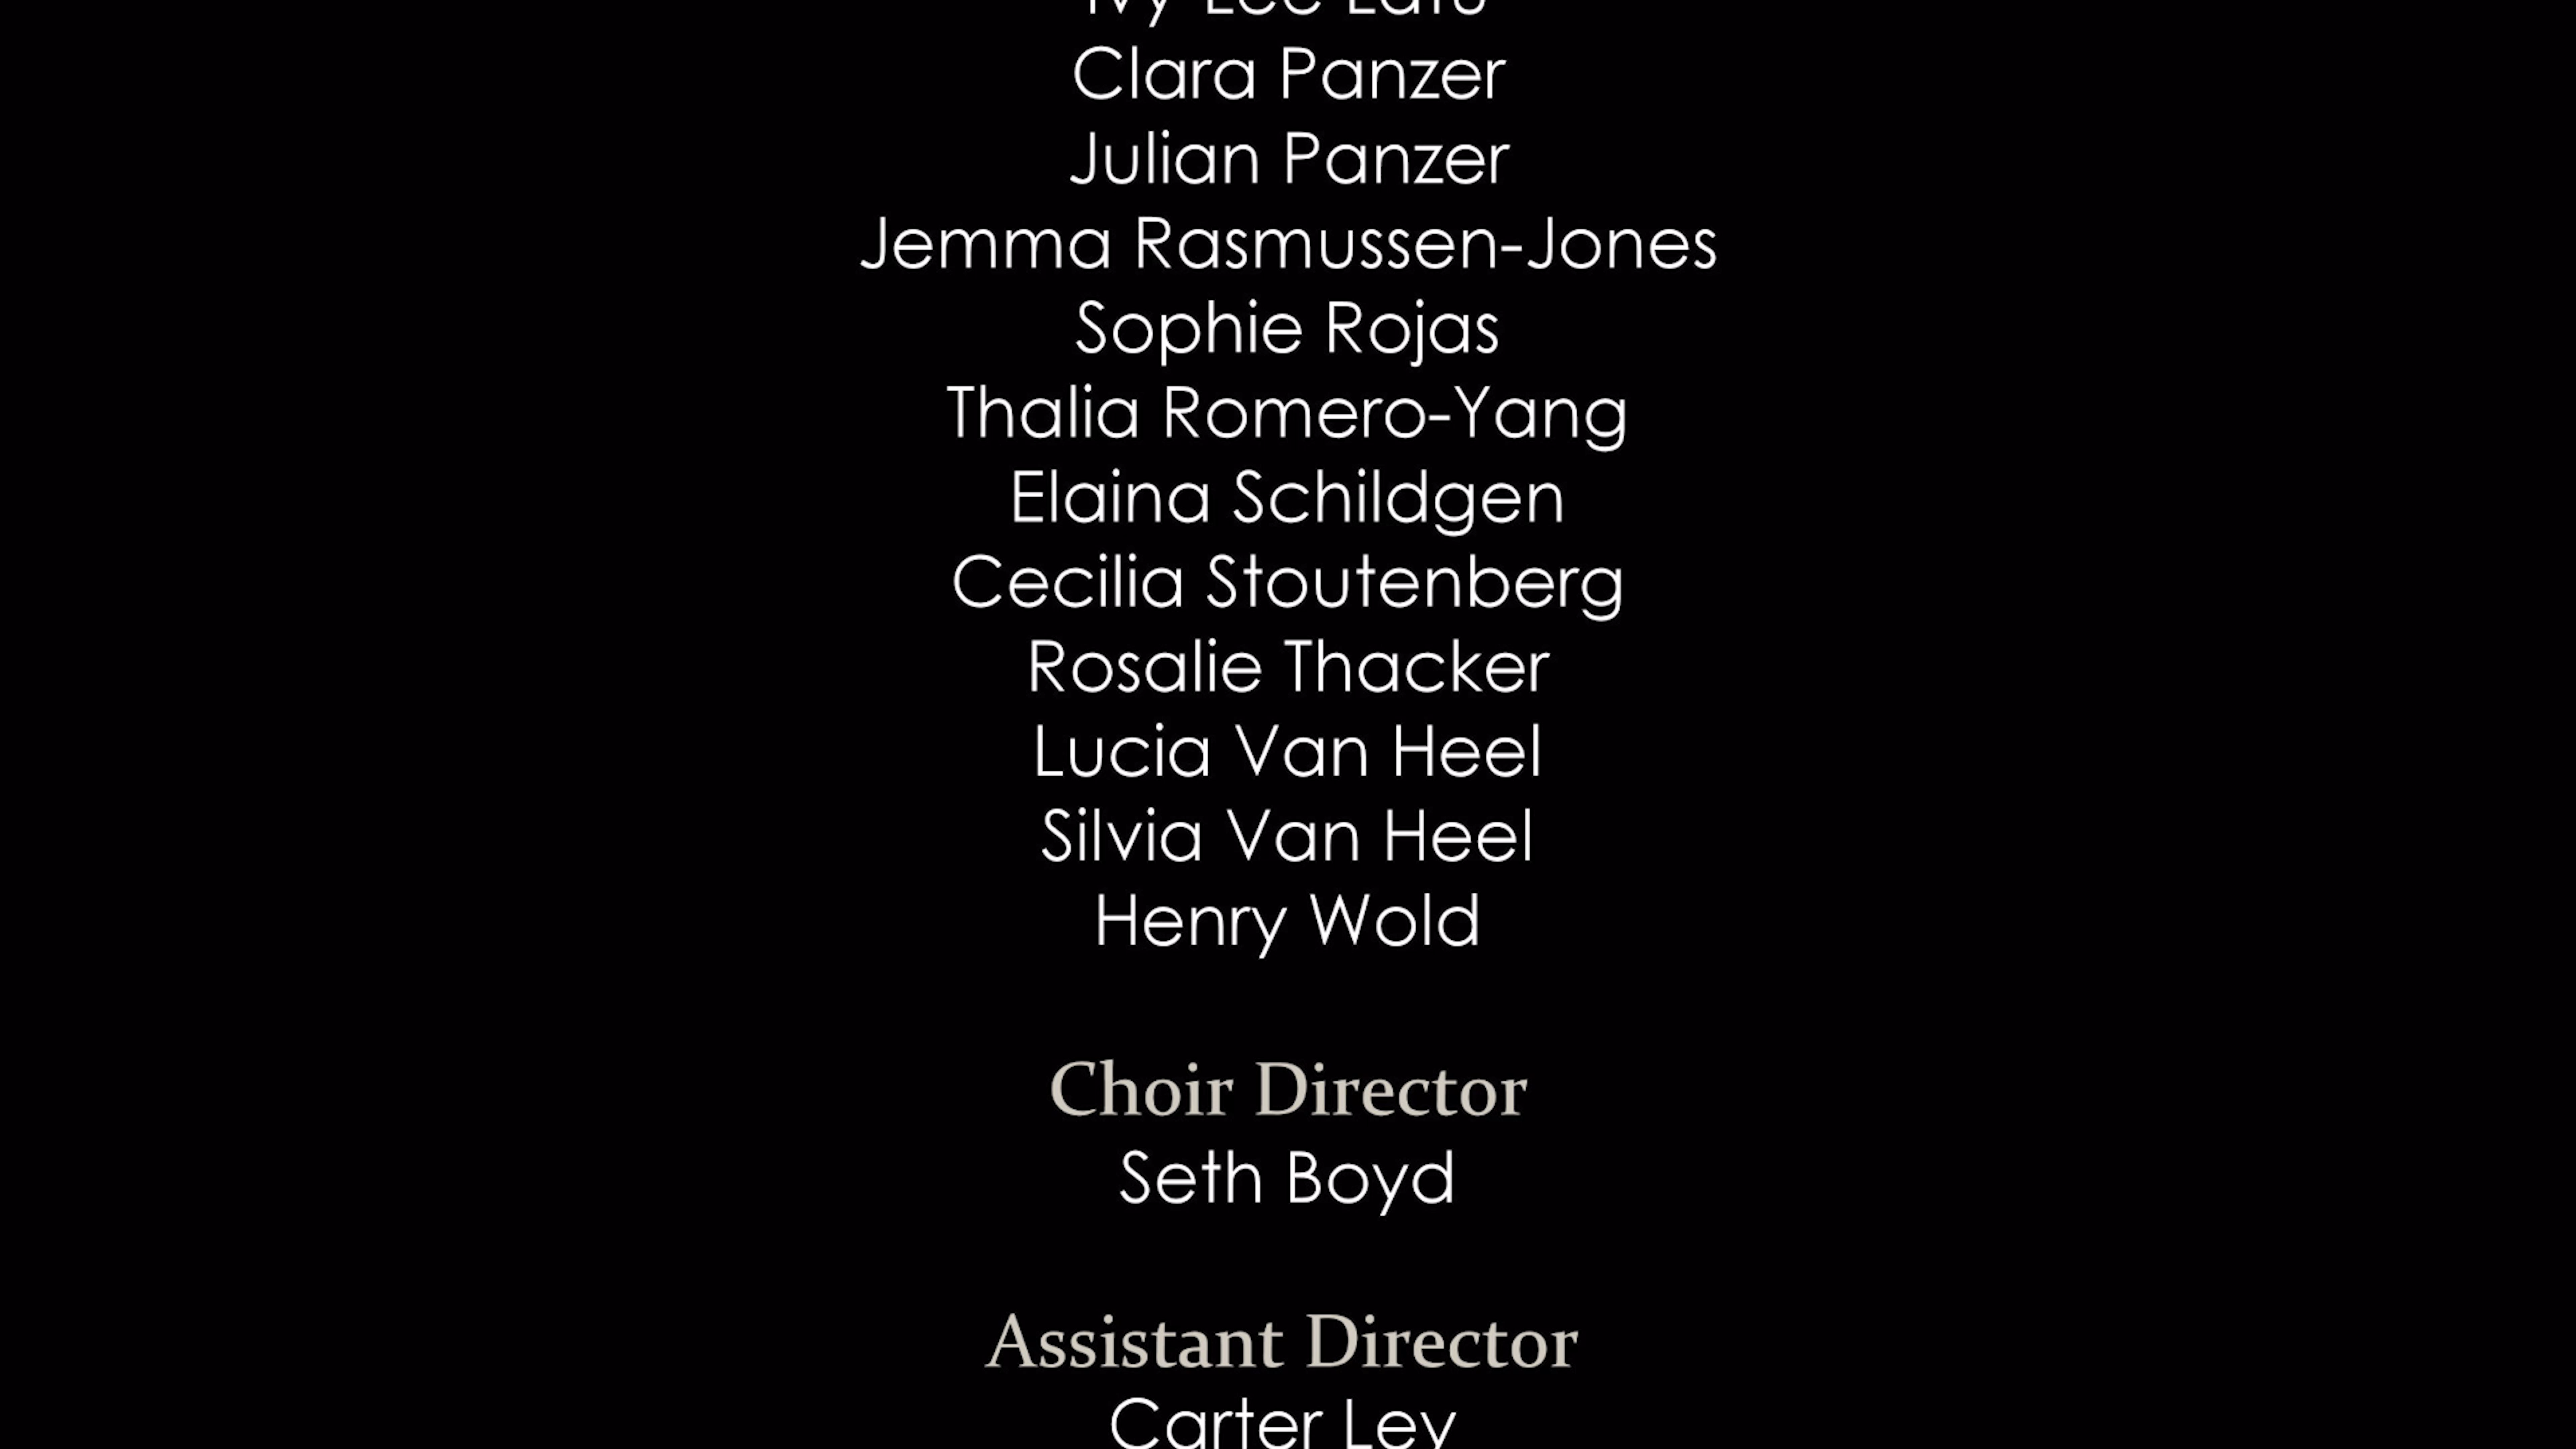 Clara Panzer
Julian Panzer
Jemma Rasmussen-Jones
Sophie Rojas
Thalia Romero-Yang
Elaina Schildgen
Cecilia Stoutenberg
Rosalie Thacker
Lucia Van Heel
Silvia Van Heel
Henry Wold
Choir Director
Seth Boyd
Assistant Director
Carter Ley